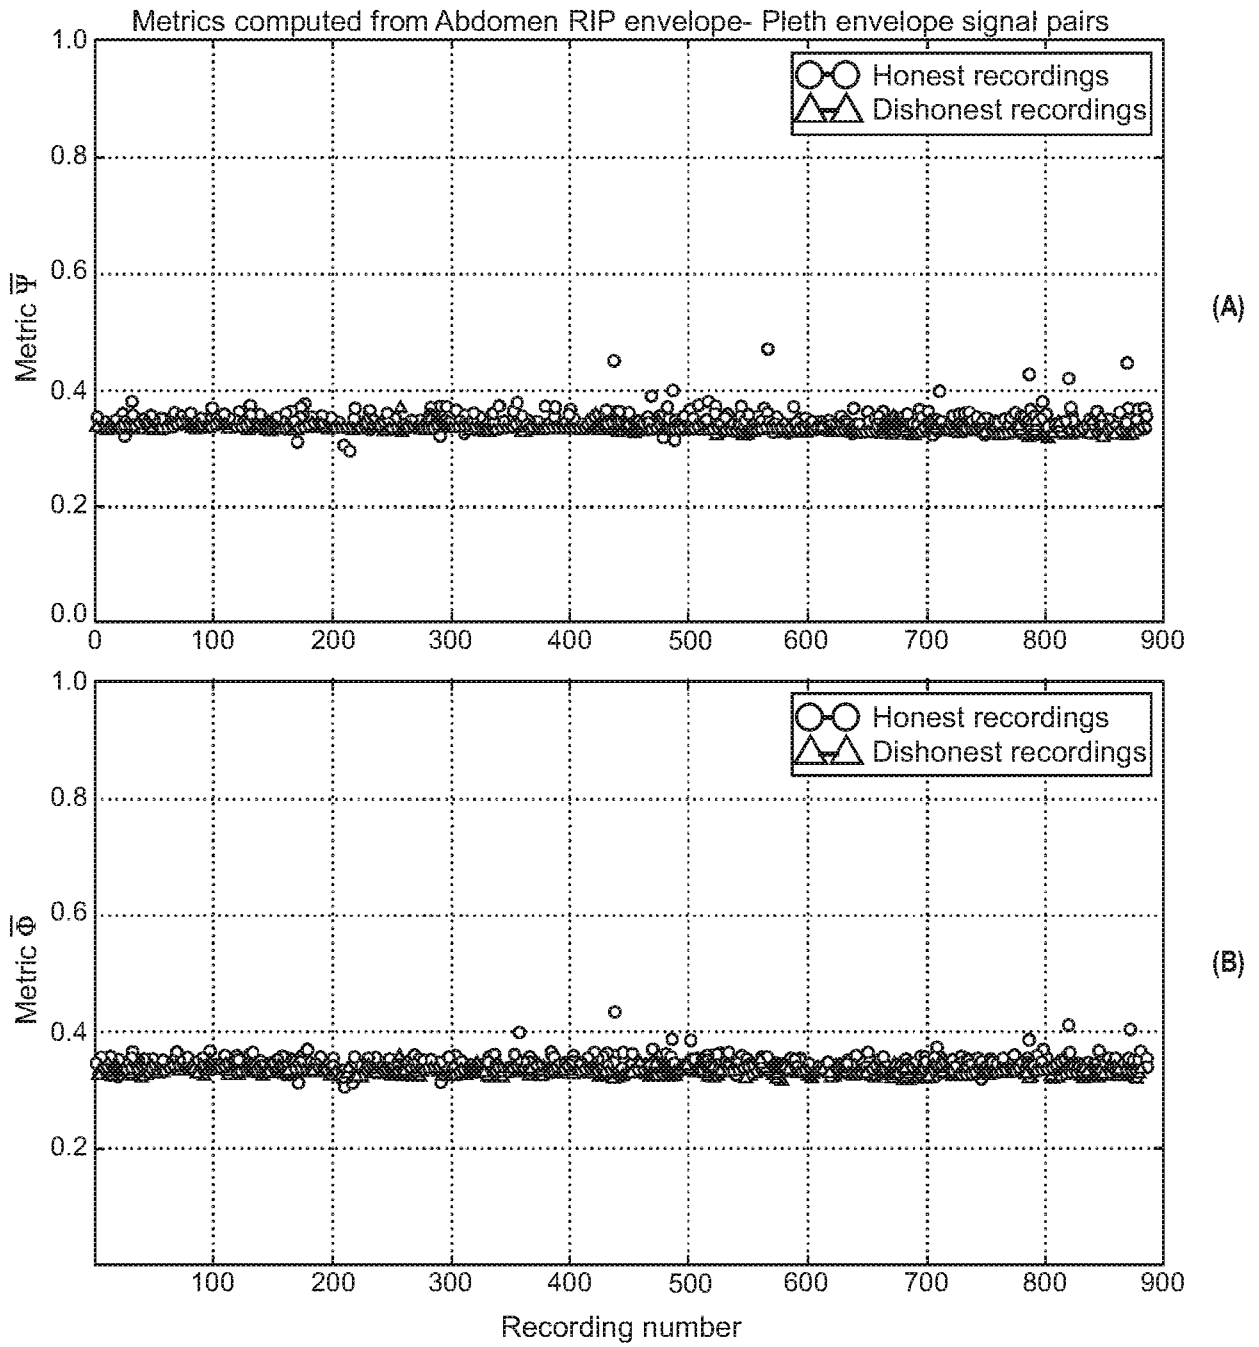 Metrics computed from Abdomen RIP envelope- Pleth envelope signal pairs
1.0
Honest recordings
Dishonest recordings
0.8
0.6
Metric Ψ̅
(A)
0.4
0.2
0.0
0 100 200 300 400 500 600 700 800 900
1.0
Honest recordings
Dishonest recordings
0.8
0.6
Metric Φ̅
(B)
0.4
0.2
100 200 300 400 500 600 700 800 900
Recording number